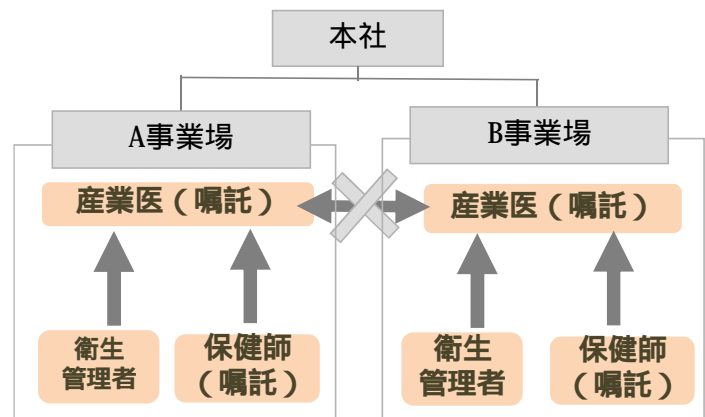 本社
A事業場
B事業場
産業医（嘱託）
産業医（嘱託）
衛生
管理者
保健師
（嘱託）
衛生
管理者
保健師
（嘱託）